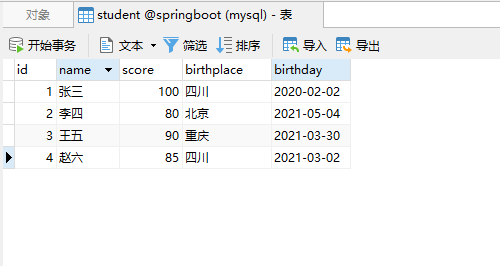 对象 student @springboot (mysql) - 表
开始事务 文本 筛选 排序 导入 导出
id name score birthplace birthday
1 张三 100 四川 2020-02-02
2 李四 80 北京 2021-05-04
3 王五 90 重庆 2021-03-30
4 赵六 85 四川 2021-03-02